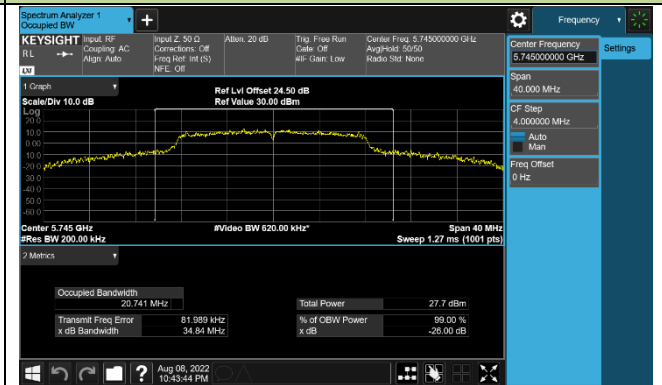 Spectrum Analyzer 1
Occupied BW
Frequency
KEYSIGHT
RL
LXI
Input: RF
Coupling: AC
Align: Auto
Input Z: 50 Ω
Corrections: Off
Freq Ref: Int (S)
NFE: Off
Atten: 20 dB
Trig: Free Run
Gate: Off
#IF Gain: Low
Center Freq: 5.745000000 GHz
Avg|Hold: 50/50
Radio Std: None
Center Frequency
5.745000000 GHz
Settings
Span
40.000 MHz
CF Step
4.000000 MHz
Auto
Man
Freq Offset
0 Hz
1 Graph
Scale/Div 10.0 dB
Ref Lvl Offset 24.50 dB
Ref Value 30.00 dBm
Log
20.0
10.0
0.00
-10.0
-20.0
-30.0
-40.0
-50.0
-60.0
Center 5.745 GHz
#Video BW 620.00 kHz*
Span 40 MHz
#Res BW 200.00 kHz
Sweep 1.27 ms (1001 pts)
2 Metrics
Occupied Bandwidth
20.741 MHz
Total Power
27.7 dBm
Transmit Freq Error
81.989 kHz
% of OBW Power
99.00 %
x dB Bandwidth
34.84 MHz
x dB
-26.00 dB
?
Aug 08, 2022
10:43:44 PM